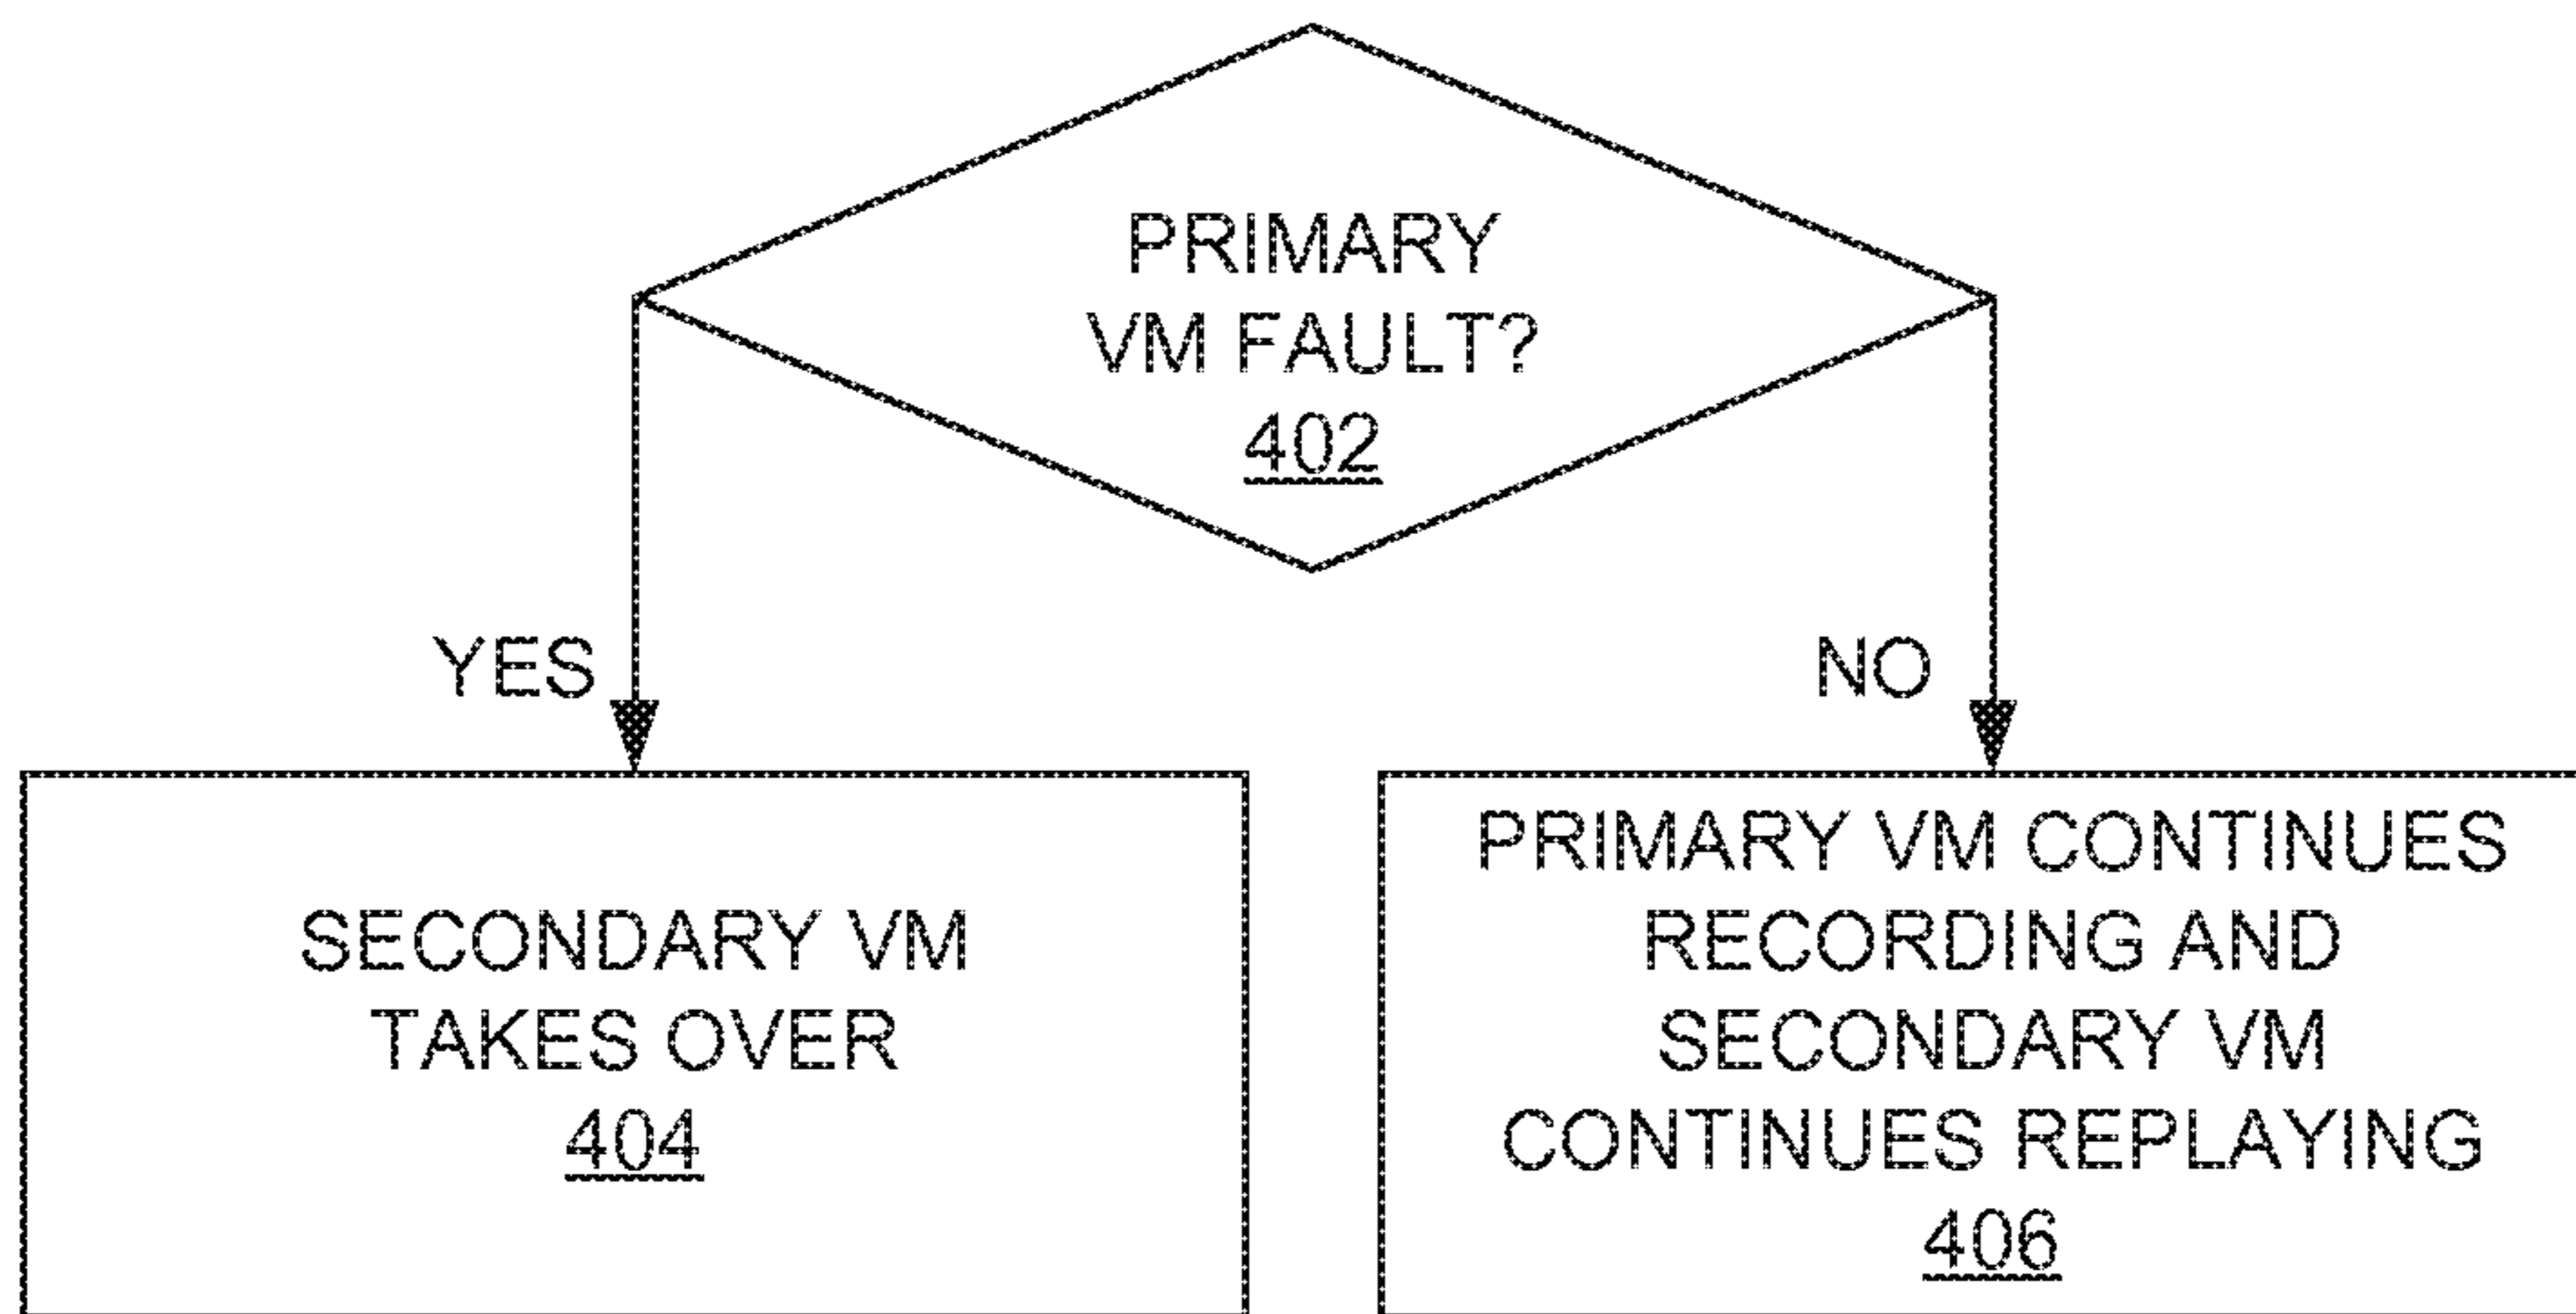 PRIMARY
VM FAULT?
402
YES
NO
SECONDARY VM
TAKES OVER
404
PRIMARY VM CONTINUES
RECORDING AND
SECONDARY VM
CONTINUES REPLAYING
406